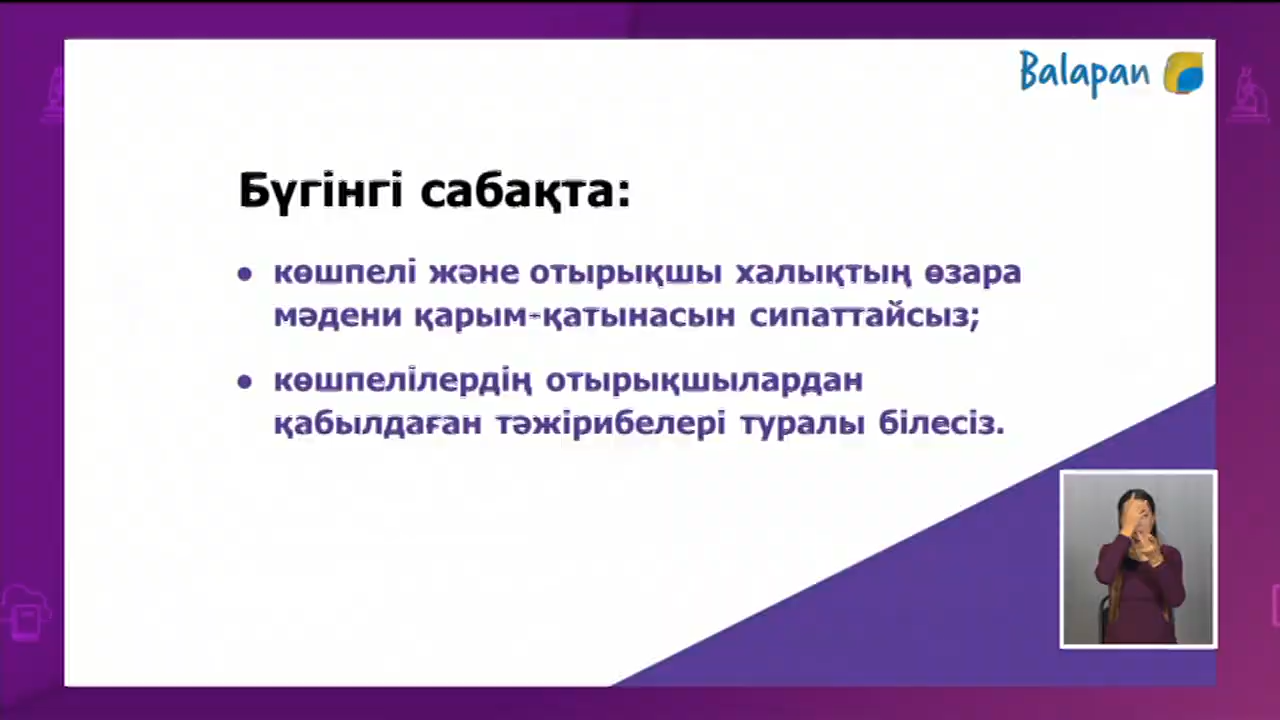 Balapan
Бүгінгі сабақта:
• көшпелі және отырықшы халықтың өзара
мәдени қарым-қатынасын сипаттайсыз;
• көшпелілердің отырықшылардан
қабылдаған тәжірибелері туралы білесіз.